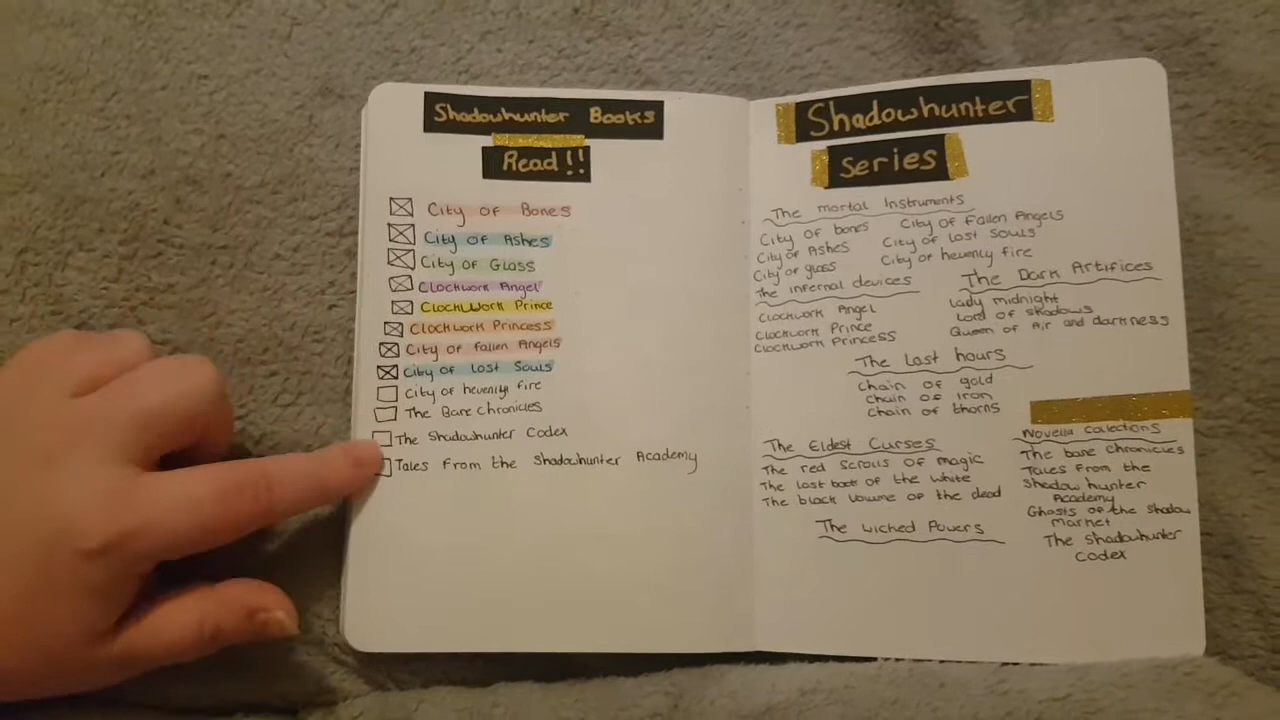 Shadowhunter Books
Read!!
City of Bones
City of Ashes
City of Glass
Clockwork Angel
Clockwork Prince
Clockwork Princess
City of fallen Angels
City of Lost Souls
City of hevenly fire
The Bane chronicles
The Shadowhunter Codex
Tales From the Shadowhunter Academy
Shadowhunter
Series
The mortal Instruments
City of bones
City of Ashes
City of glass
City of Fallen Angels
City of lost Souls
City of hevenly fire
The infernal devices
Clockwork Angel
Clockwork Prince
Clockwork Princess
The Dark Artifices
Lady midnight
Lord of shadows
Queen of Air and darkness
The Last hours
Chain of gold
Chain of iron
Chain of thorns
The Eldest Curses
The red Scrolls of magic
The lost book of the white
The black volume of the dead
The wicked Powers
Novella Collections
The bane chronicles
Tales From the
Shadow hunter
Academy
Ghosts of the Shadow
market
The Shadowhunter
Codex